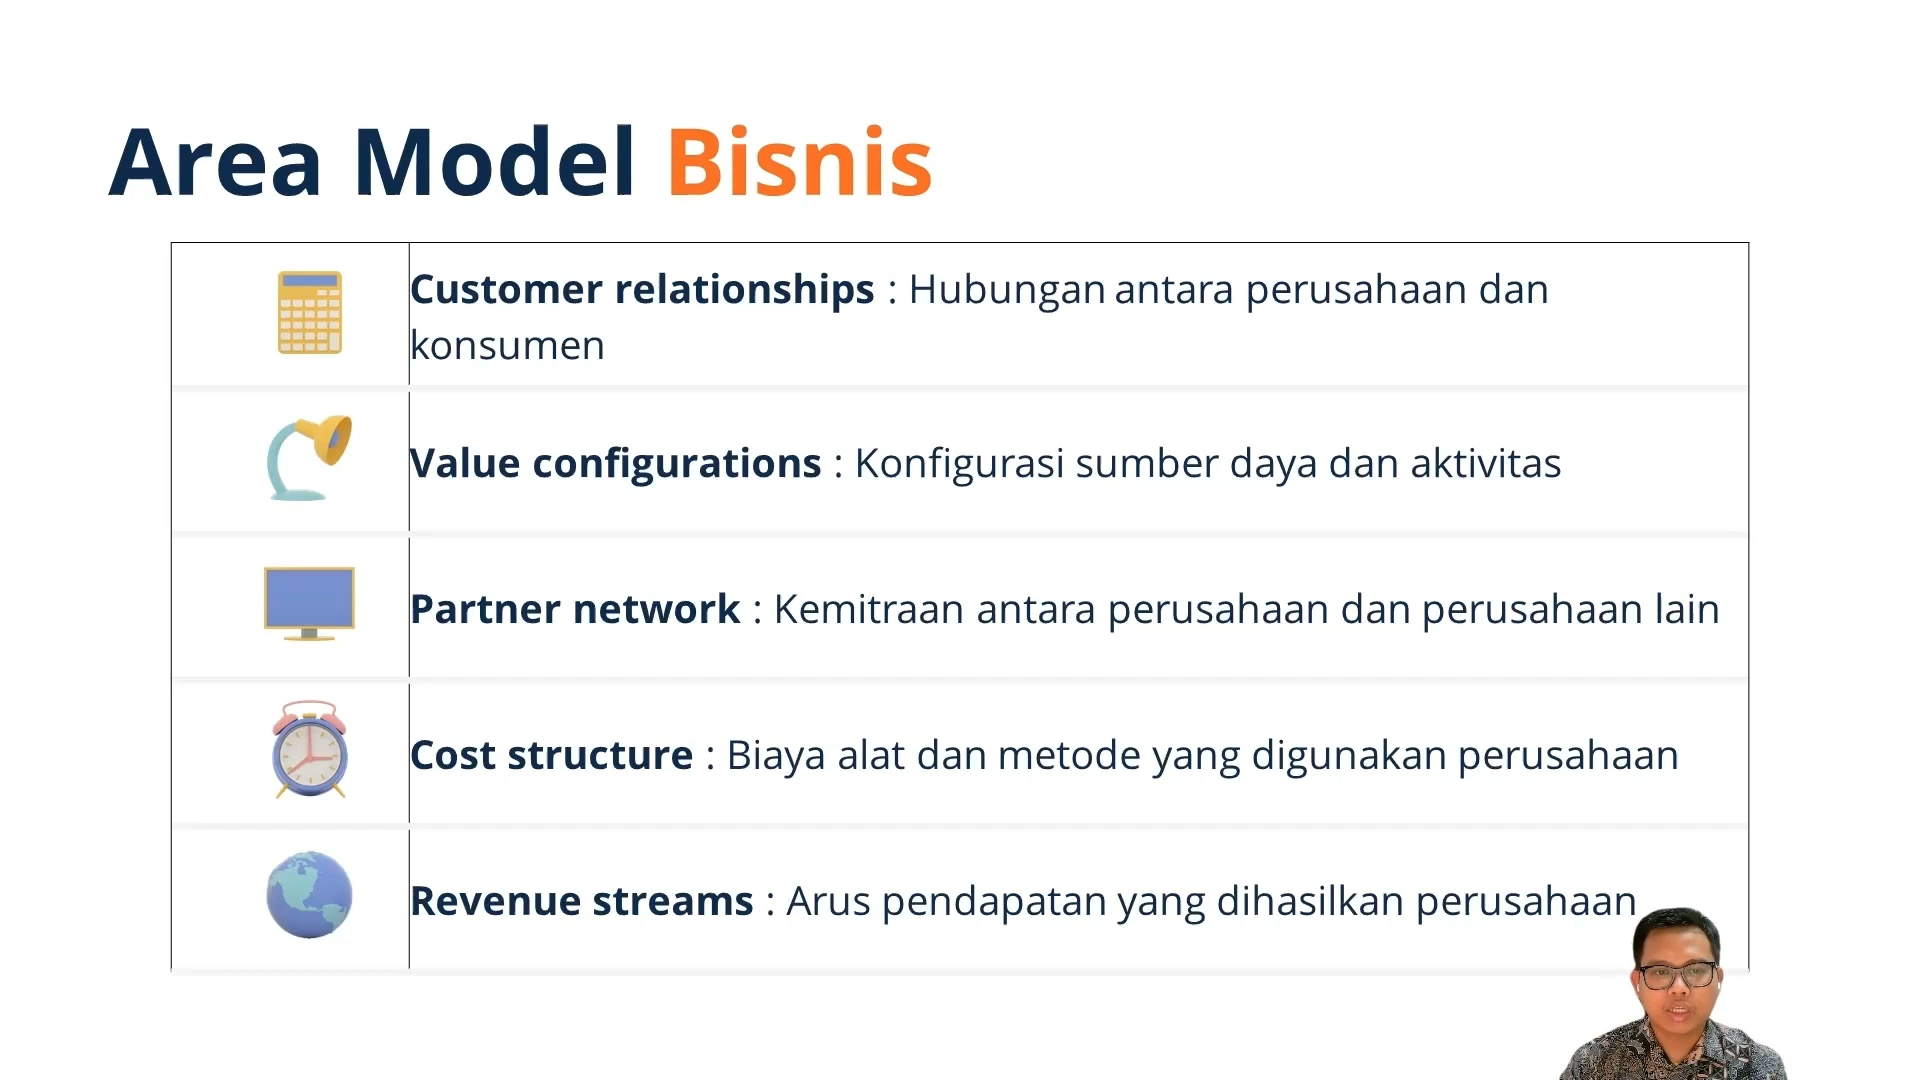 Area Model Bisnis
Customer relationships : Hubungan antara perusahaan dan
konsumen
Value configurations : Konfigurasi sumber daya dan aktivitas
Partner network : Kemitraan antara perusahaan dan perusahaan lain
Cost structure : Biaya alat dan metode yang digunakan perusahaan
Revenue streams : Arus pendapatan yang dihasilkan perusahaan